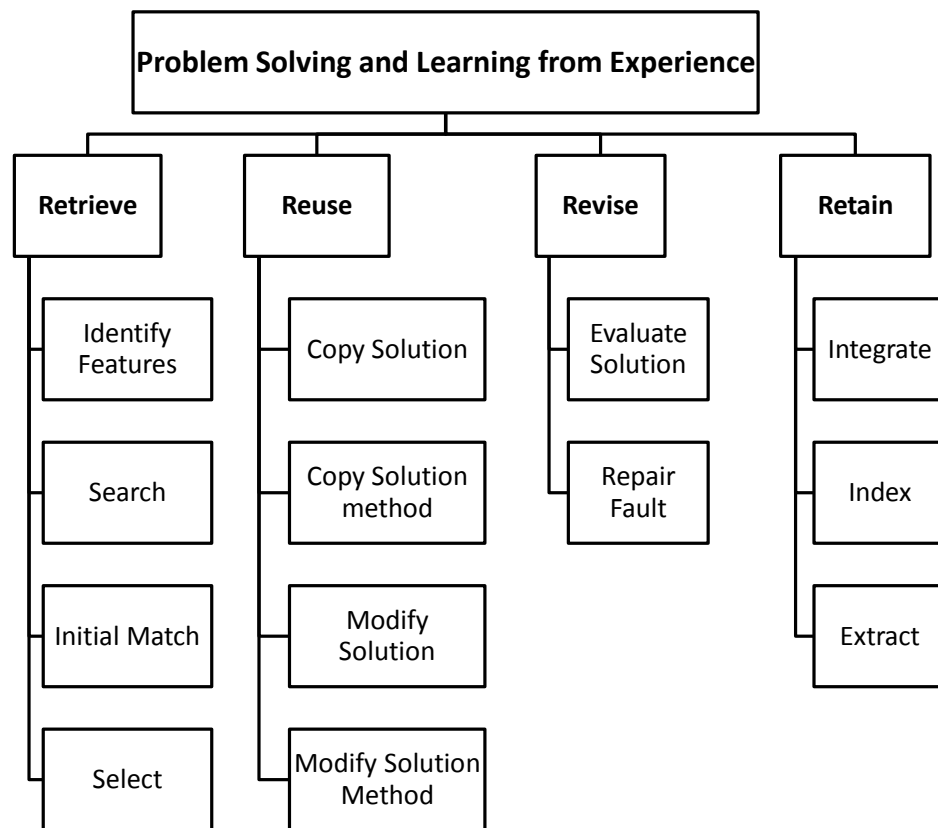 Problem Solving and Learning from Experience
Retrieve
Reuse
Revise
Retain
Identify
Features
Search
Initial Match
Select
Copy Solution
Copy Solution
method
Modify
Solution
Modify Solution
Method
Evaluate
Solution
Repair
Fault
Integrate
Index
Extract